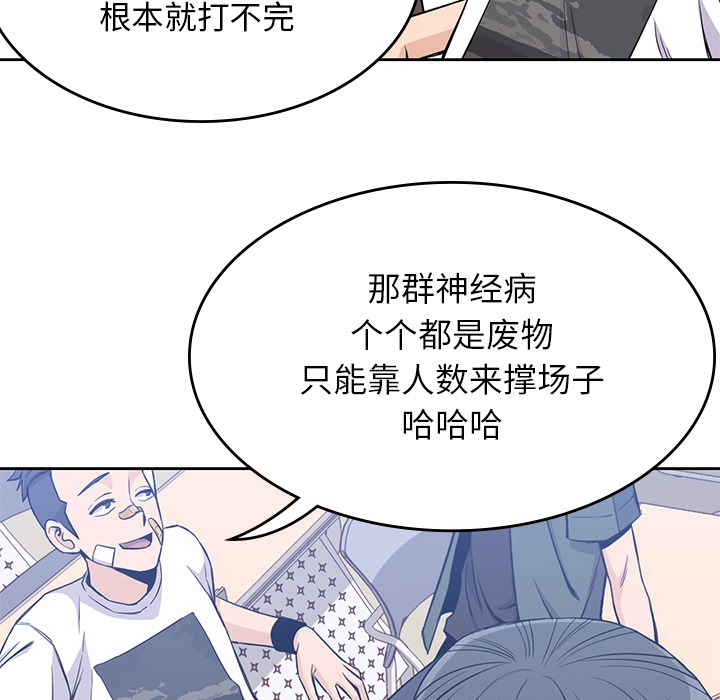 根本就打不完
那群神经病
个个都是废物
只能靠人数来撑场子
哈哈哈